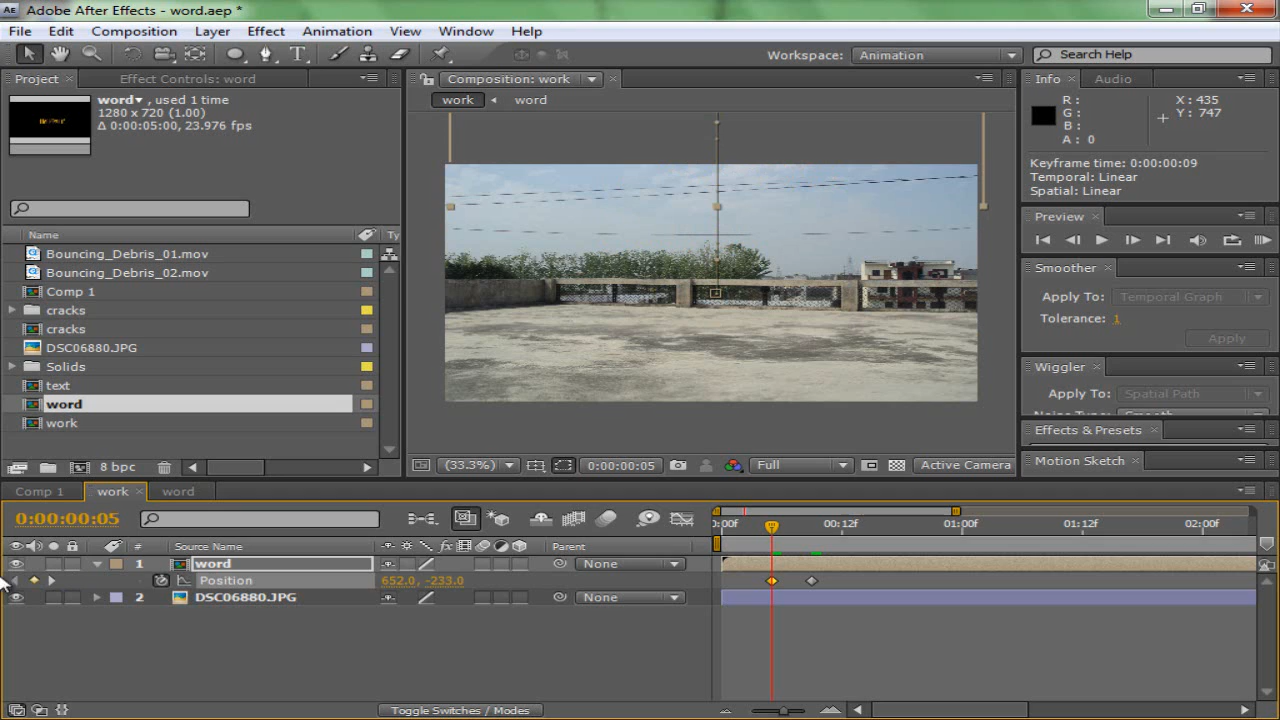 Adobe After Effects - word.aep *
File Edit Composition Layer Effect Animation View Window Help
Workspace: Animation Search Help
Project × Effect Controls: word
word▾ , used 1 time
1280 x 720 (1.00)
Δ 0:00:05:00, 23.976 fps
Name Ty
Bouncing_Debris_01.mov
Bouncing_Debris_02.mov
Comp 1
cracks
cracks
DSC06880.JPG
Solids
text
word
work
8 bpc
Composition: work
work word
(33.3%) 0:00:00:05 Full Active Camera
Info × Audio
R :
G :
B :
A : 0
X : 435
Y : 747
Keyframe time: 0:00:00:09
Temporal: Linear
Spatial: Linear
Preview ×
Smoother ×
Apply To: Temporal Graph
Tolerance: 1
Apply
Wiggler ×
Apply To: Spatial Path
Noise Type: Smooth
Effects & Presets ×
Motion Sketch ×
Comp 1 work × word
0:00:00:05
# Source Name Parent
0:00f 00:12f 01:00f 01:12f 02:00f
1 word None
Position 652.0, -233.0
2 DSC06880.JPG None
Toggle Switches / Modes